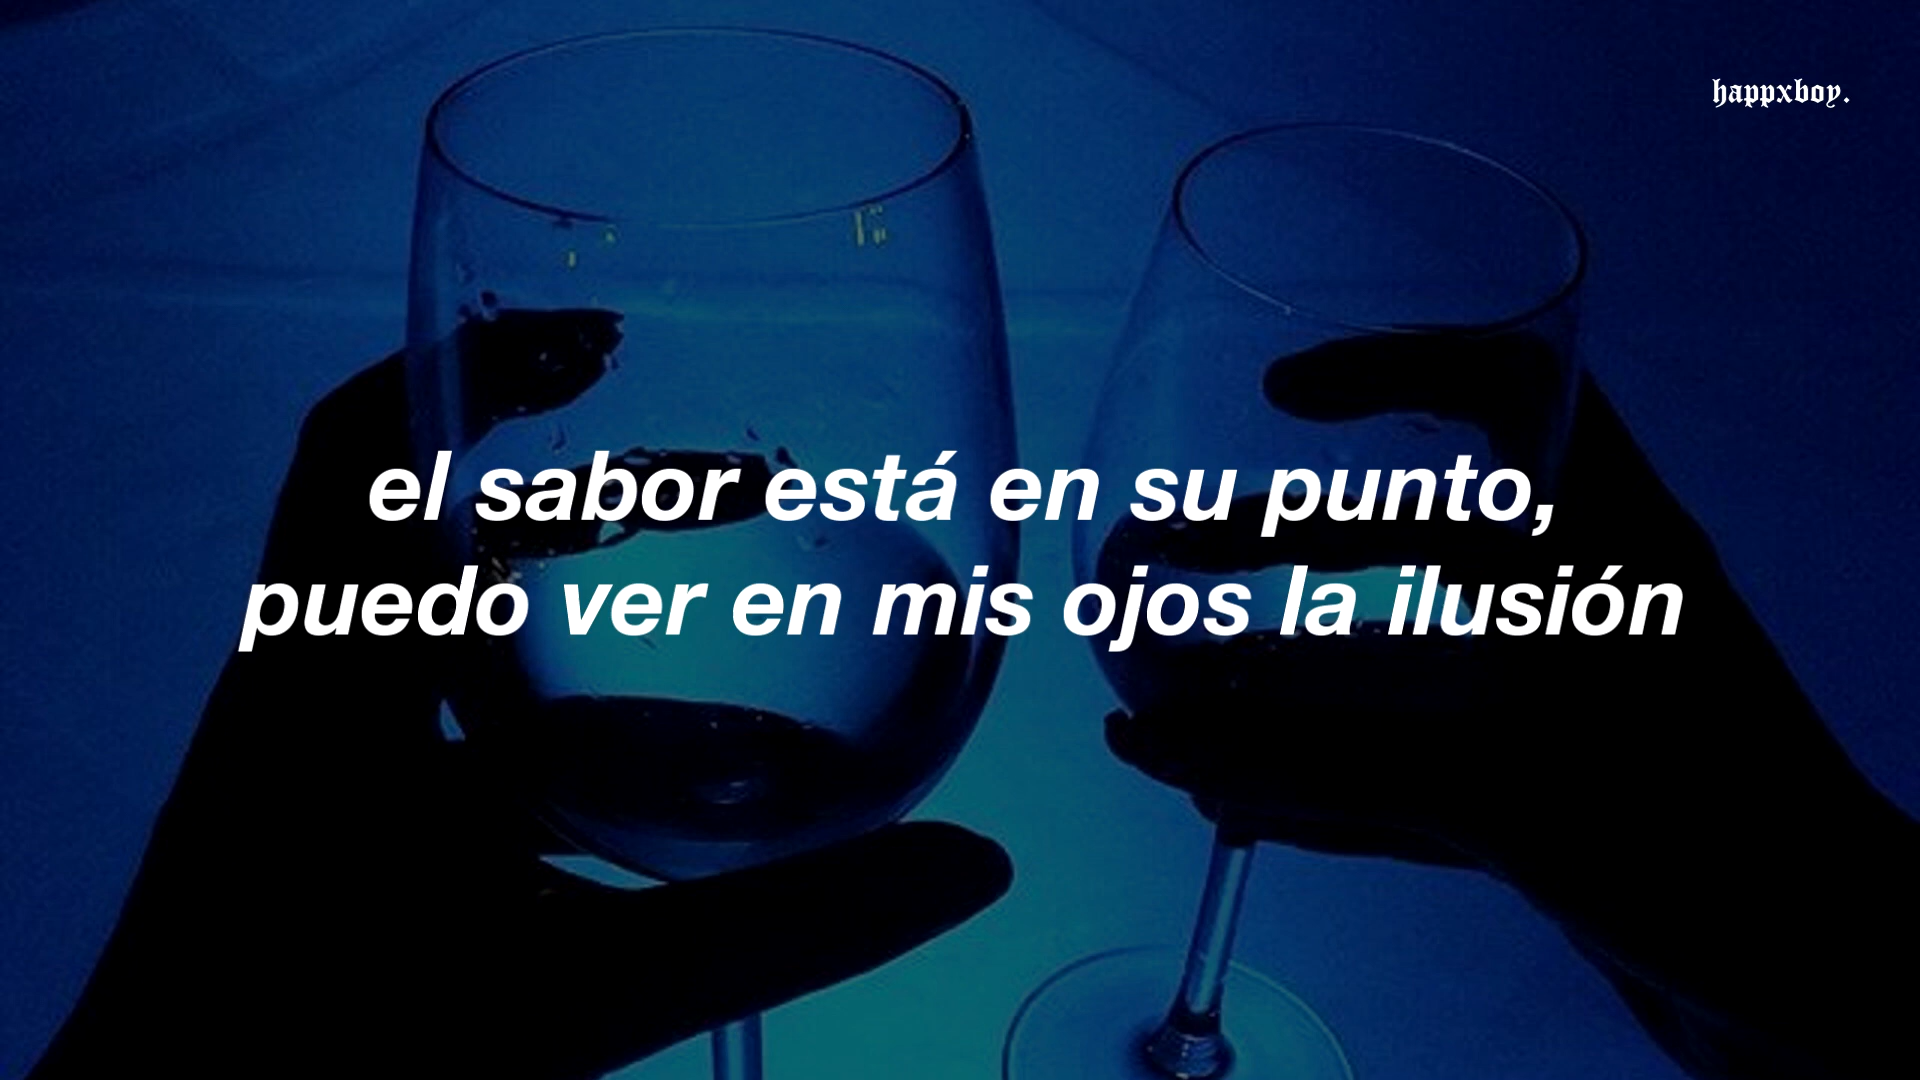 happxboy.
el sabor está en su punto,
puedo ver en mis ojos la ilusión